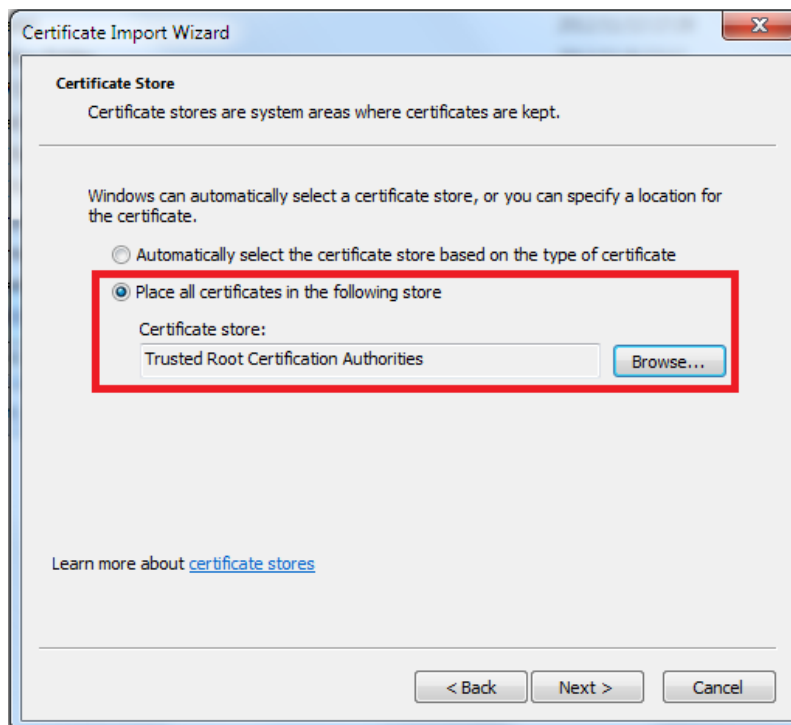 Certificate Import Wizard
Certificate Store
Certificate stores are system areas where certificates are kept.
Windows can automatically select a certificate store, or you can specify a location for
the certificate.
Automatically select the certificate store based on the type of certificate
Place all certificates in the following store
Certificate store:
Trusted Root Certification Authorities
Browse...
Learn more about certificate stores
< Back
Next >
Cancel